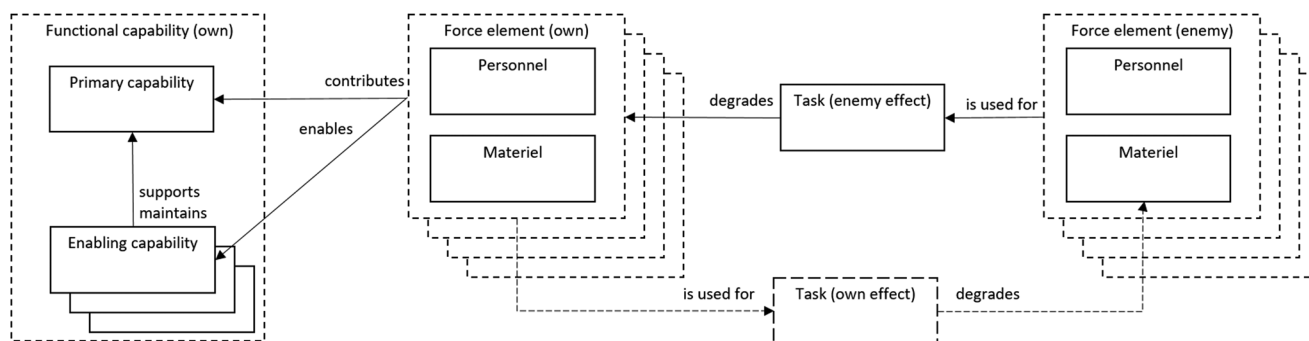 Functional capability (own)
Primary capability
supports
maintains
Enabling capability
contributes
enables
Force element (own)
Personnel
Materiel
degrades
Task (enemy effect)
is used for
Force element (enemy)
Personnel
Materiel
is used for
Task (own effect)
degrades